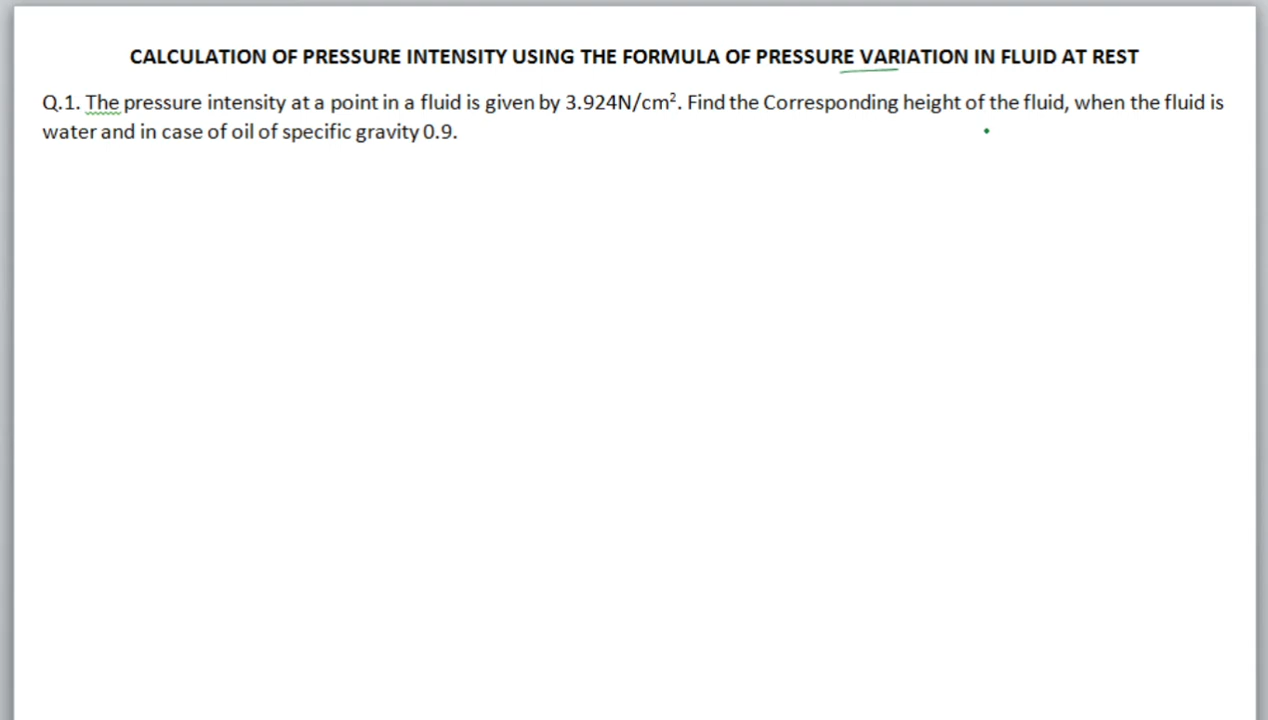 CALCULATION OF PRESSURE INTENSITY USING THE FORMULA OF PRESSURE VARIATION IN FLUID AT REST
Q.1. The pressure intensity at a point in a fluid is given by 3.924N/cm². Find the Corresponding height of the fluid, when the fluid is
water and in case of oil of specific gravity 0.9.